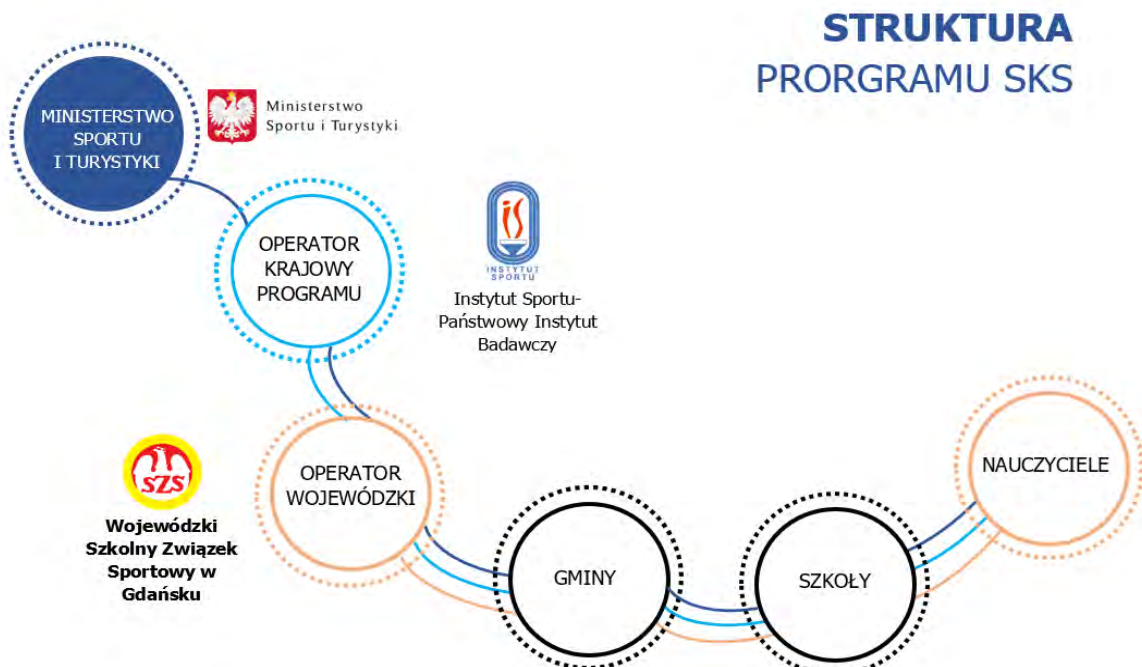 STRUKTURA
PRORGRAMU SKS
MINISTERSTWO
SPORTU
I TURYSTYKI
Ministerstwo
Sportu i Turystyki
OPERATOR
KRAJOWY
PROGRAMU
iS
INSTYTUT
SPORTU
Instytut Sportu-
Państwowy Instytut
Badawczy
OPERATOR
WOJEWÓDZKI
SZS
Wojewódzki
Szkolny Związek
Sportowy w
Gdańsku
GMINY
SZKOŁY
NAUCZYCIELE